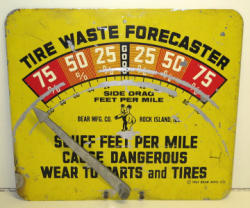 TIRE WASTE FORECASTER
75 50 25 GOOD 25 50 75
SIDE DRAG
FEET PER MILE
BEAR MFG. CO. ROCK ISLAND, ILL.
SCUFF FEET PER MILE
CAUSE DANGEROUS
WEAR TO PARTS and TIRES